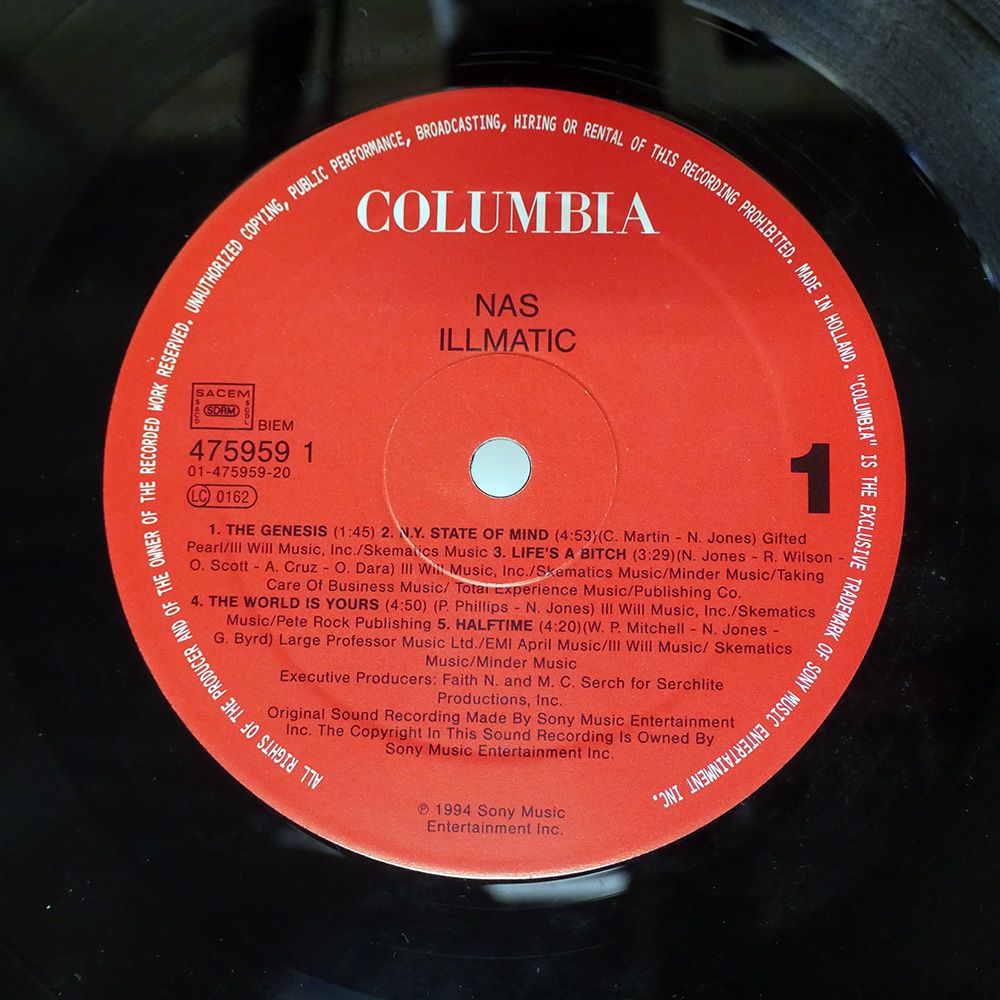 ALL RIGHTS OF THE PRODUCER AND OF THE OWNER OF THE RECORDED WORK RESERVED. UNAUTHORIZED COPYING, PUBLIC PERFORMANCE, BROADCASTING, HIRING OR RENTAL OF THIS RECORDING PROHIBITED. MADE IN HOLLAND. "COLUMBIA" IS THE EXCLUSIVE TRADEMARK OF SONY MUSIC ENTERTAINMENT INC.
COLUMBIA
NAS
ILLMATIC
SACEM
SACD SDRM SGDL
BIEM
475959 1
01-475959-20
LC 0162
1
1. THE GENESIS (1:45) 2. N.Y. STATE OF MIND (4:53)(C. Martin - N. Jones) Gifted
Pearl/Ill Will Music, Inc./Skematics Music 3. LIFE'S A BITCH (3:29)(N. Jones - R. Wilson -
O. Scott - A. Cruz - O. Dara) Ill Will Music, Inc./Skematics Music/Minder Music/Taking
Care Of Business Music/ Total Experience Music/Publishing Co.
4. THE WORLD IS YOURS (4:50) (P. Phillips - N. Jones) Ill Will Music, Inc./Skematics
Music/Pete Rock Publishing 5. HALFTIME (4:20)(W. P. Mitchell - N. Jones -
G. Byrd) Large Professor Music Ltd./EMI April Music/Ill Will Music/ Skematics
Music/Minder Music
Executive Producers: Faith N. and M. C. Serch for Serchlite
Productions, Inc.
Original Sound Recording Made By Sony Music Entertainment
Inc. The Copyright In This Sound Recording Is Owned By
Sony Music Entertainment Inc.
℗ 1994 Sony Music
Entertainment Inc.